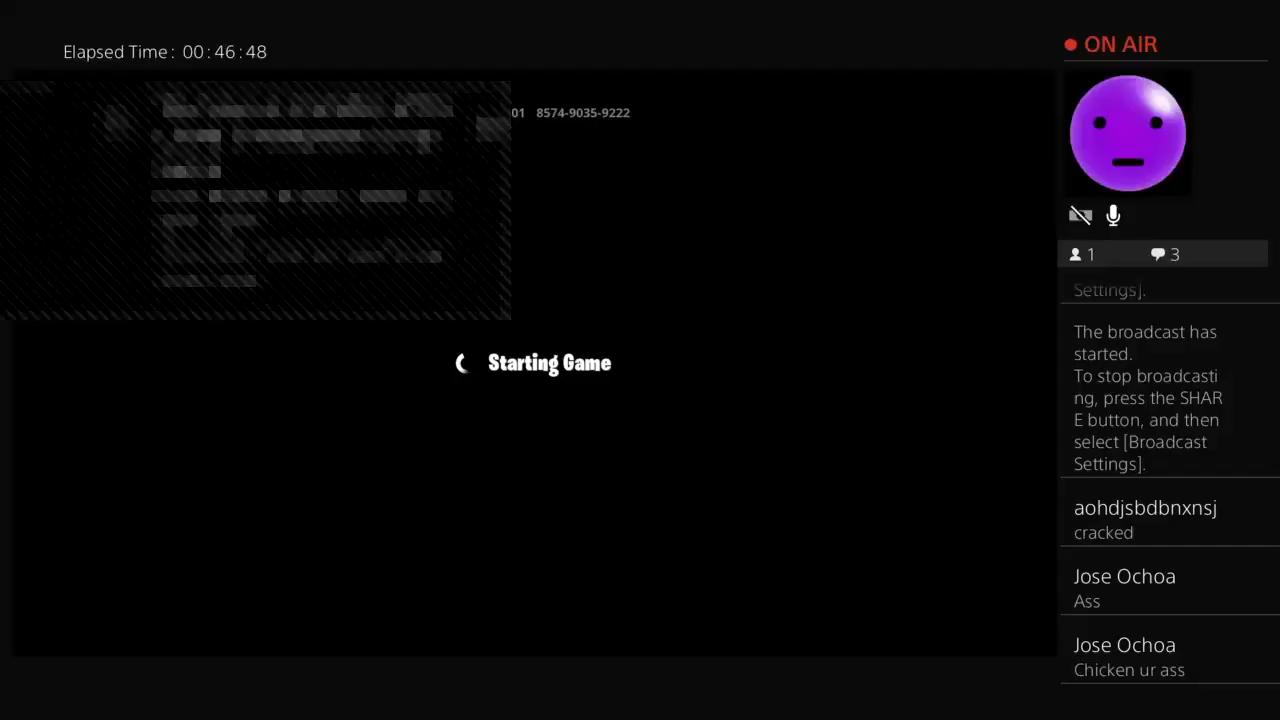 Elapsed Time: 00:46:48
ON AIR
01 8574-9035-9222
1 3
Settings].
The broadcast has
started.
To stop broadcasti
ng, press the SHAR
E button, and then
select [Broadcast
Settings].
Starting Game
aohdjsbdbnxnsj
cracked
Jose Ochoa
Ass
Jose Ochoa
Chicken ur ass